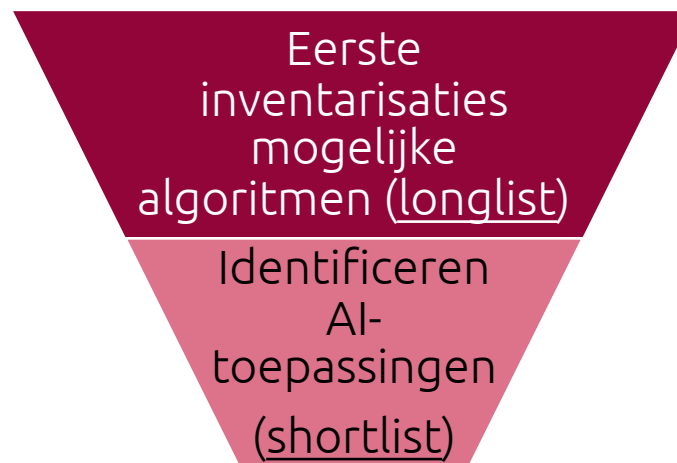 Eerste
inventarisaties
mogelijke
algoritmen (longlist)
Identificeren
AI-
toepassingen
(shortlist)